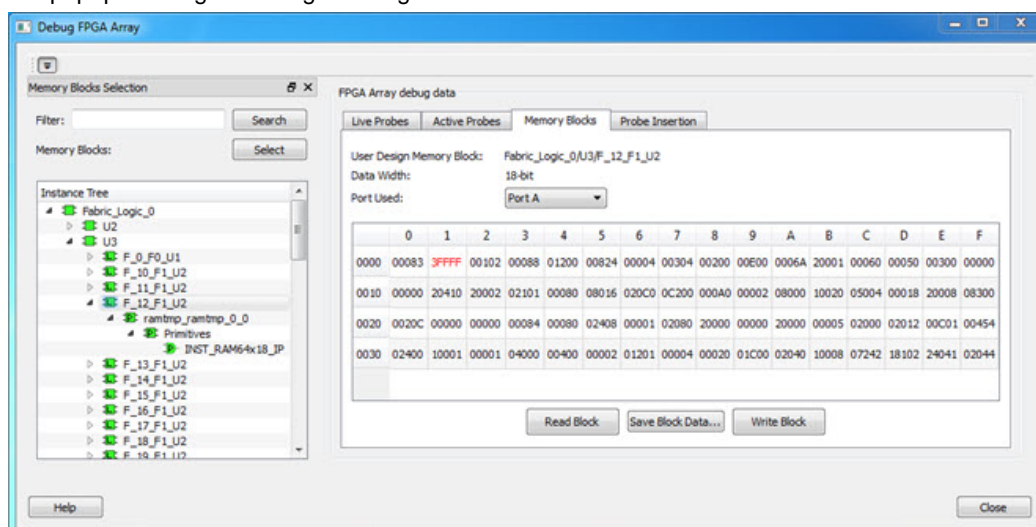 Debug FPGA Array
Memory Blocks Selection
Filter: Search
Memory Blocks: Select
Instance Tree
Fabric_Logic_0
U2
U3
F_0_F0_U1
F_10_F1_U2
F_11_F1_U2
F_12_F1_U2
ramtmp_ramtmp_0_0
Primitives
INST_RAM64x18_IP
F_13_F1_U2
F_14_F1_U2
F_15_F1_U2
F_16_F1_U2
F_17_F1_U2
F_18_F1_U2
F_19_F1_U2
FPGA Array debug data
Live Probes Active Probes Memory Blocks Probe Insertion
User Design Memory Block: Fabric_Logic_0/U3/F_12_F1_U2
Data Width: 18-bit
Port Used: Port A
0 1 2 3 4 5 6 7 8 9 A B C D E F
0000 00083 3FFFF 00102 00088 01200 00824 00004 00304 00200 00E00 0006A 20001 00060 00050 00300 00000
0010 00000 20410 20002 02101 00080 08016 020C0 0C200 000A0 00002 08000 10020 05004 00018 20008 08300
0020 0020C 00000 00000 00084 00080 02408 00001 02080 20000 00000 20000 00005 02000 02012 00C01 00454
0030 02400 10001 00001 04000 00400 00002 01201 00004 00020 01C00 02040 10008 07242 18102 24041 02044
Read Block Save Block Data... Write Block
Help Close